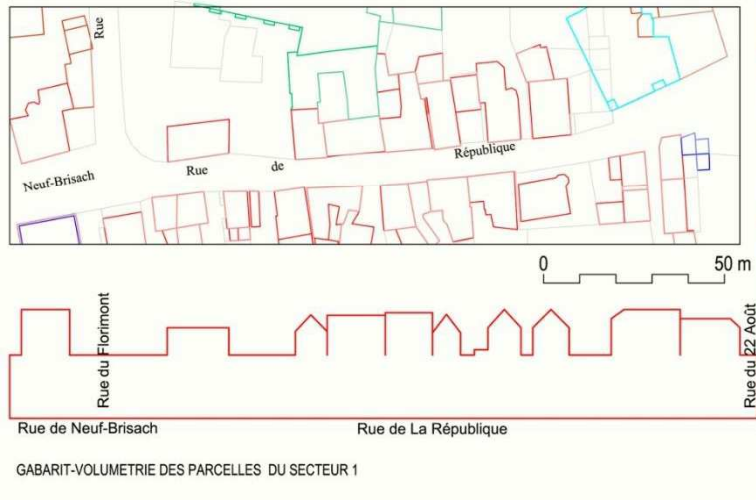 Rue
Neuf-Brisach
Rue
de
République
0
50 m
Rue du Florimont
Rue du 22 Août
Rue de Neuf-Brisach
Rue de La République
GABARIT-VOLUMETRIE DES PARCELLES DU SECTEUR 1